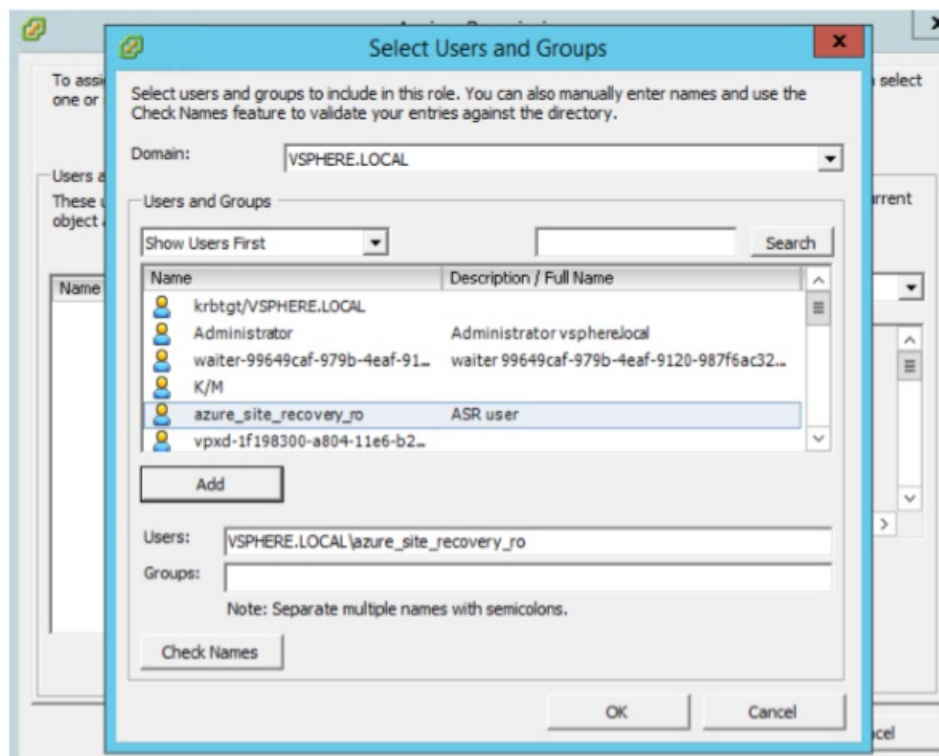 Select Users and Groups
x
To assi
select
one or
Select users and groups to include in this role. You can also manually enter names and use the
Check Names feature to validate your entries against the directory.
Domain:
VSPHERE.LOCAL
Users a
These u
rrent
object a
Users and Groups
Show Users First
Search
Name
Name
Description / Full Name
krbtgt/VSPHERE.LOCAL
Administrator
Administrator vsphere.local
waiter-99649caf-979b-4eaf-91...
waiter 99649caf-979b-4eaf-9120-987f6ac32...
K/M
azure_site_recovery_ro
ASR user
vpxd-1f198300-a804-11e6-b2...
Add
Users:
VSPHERE.LOCAL\azure_site_recovery_ro
Groups:
Note: Separate multiple names with semicolons.
Check Names
OK
Cancel
cel